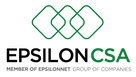 EPSILON CSA
MEMBER OF EPSILONNET GROUP OF COMPANIES